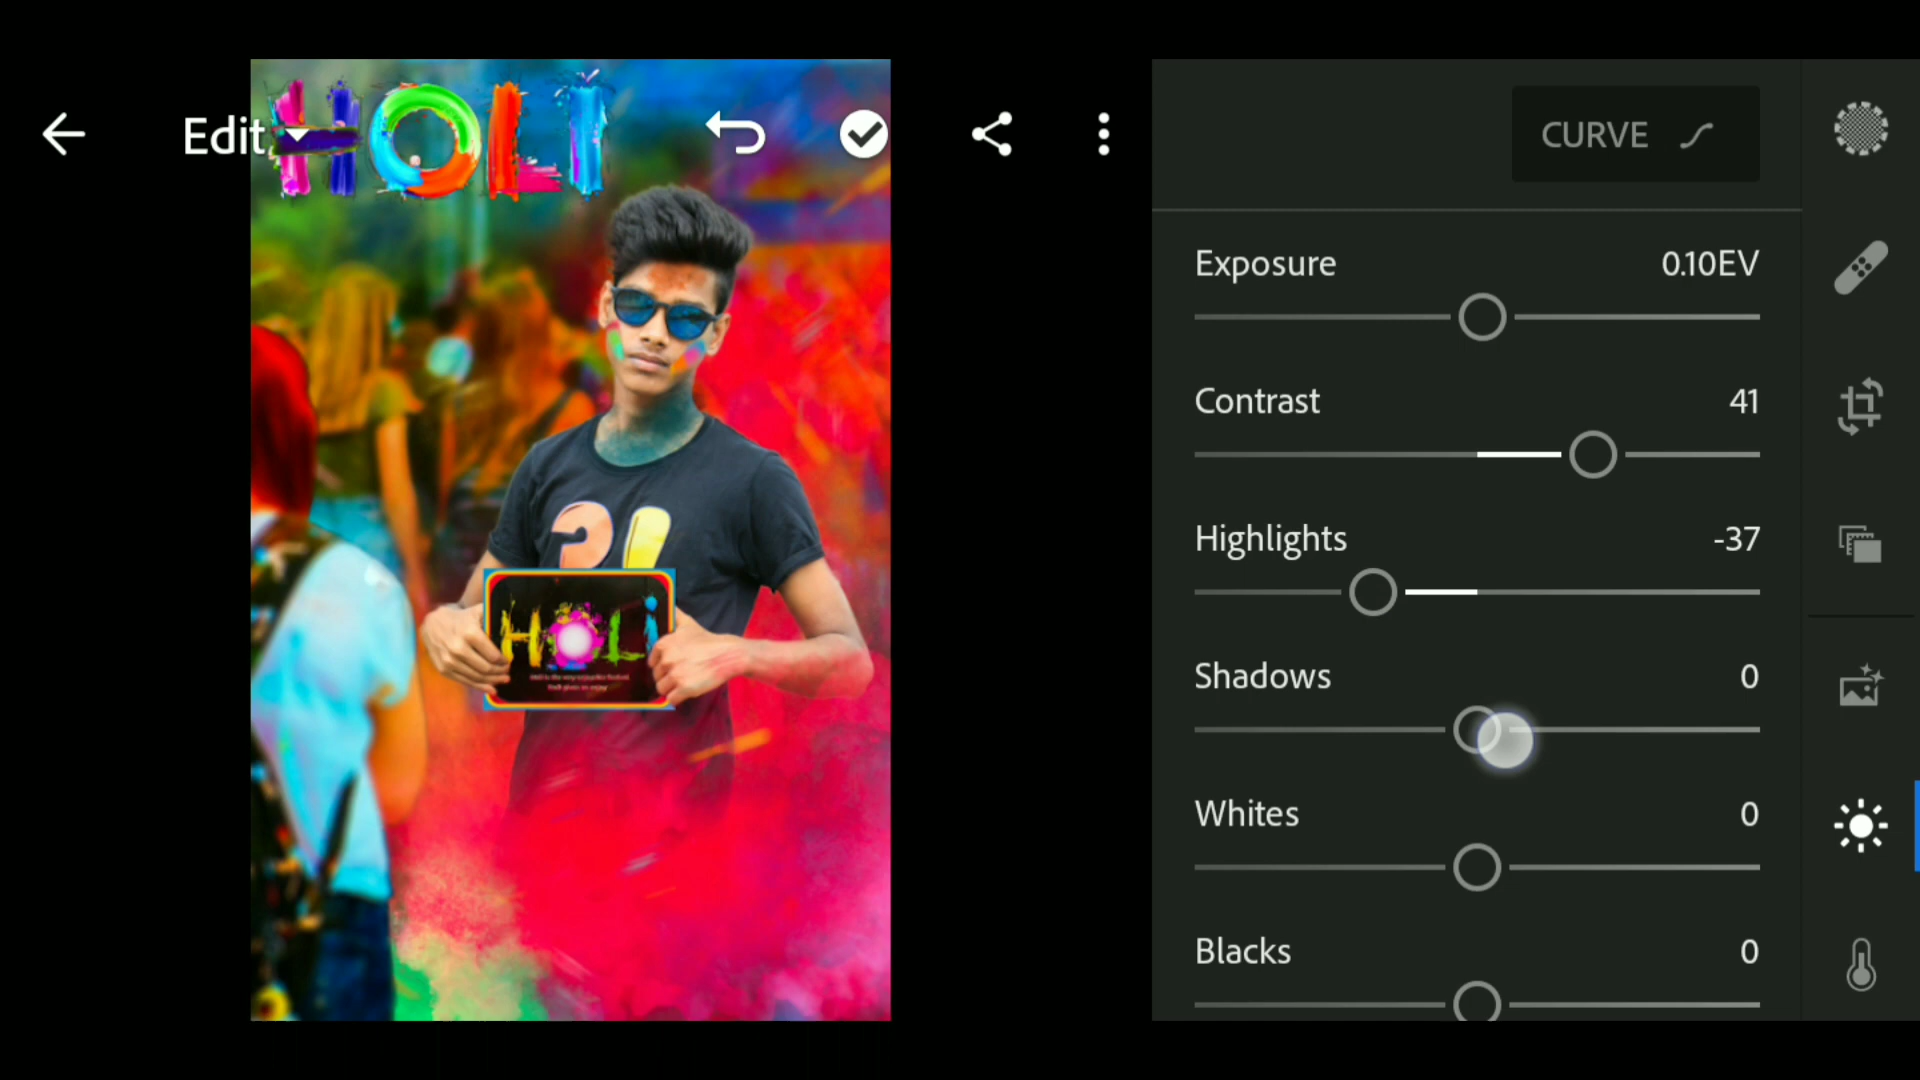 HOLI
Edit
CURVE
Exposure 0.10EV
Contrast 41
Highlights -37
Shadows 0
Whites 0
Blacks 0
HOLi